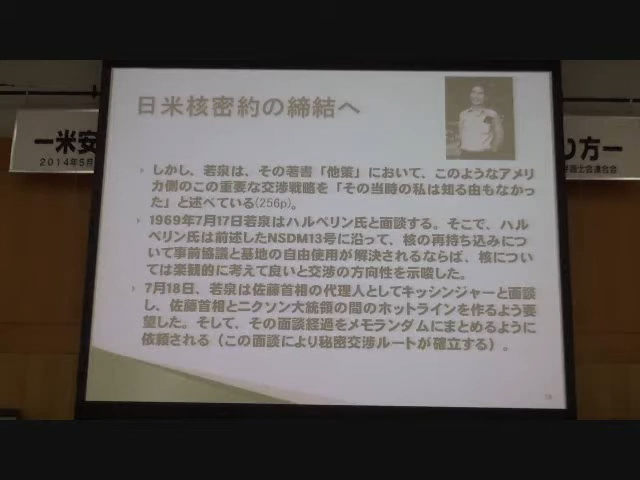 日米核密約の締結へ
一米安
2014年5月
り方一
護士会連合会
しかし、若泉は、その著書「他策」において、このようなアメリ
カ側のこの重要な交渉戦略を「その当時の私は知る由もなかっ
た」と述べている(256p)。
1969年7月17日若泉はハルペリン氏と面談する。そこで、ハル
ペリン氏は前述したNSDM13号に沿って、核の再持ち込みにつ
いて事前協議と基地の自由使用が解決されるならば、核につい
ては楽観的に考えて良いと交渉の方向性を示唆した。
7月18日、若泉は佐藤首相の代理人としてキッシンジャーと面談
し、佐藤首相とニクソン大統領の間のホットラインを作るよう要
望した。そして、その面談経過をメモランダムにまとめるように
依頼される（この面談により秘密交渉ルートが確立する）。